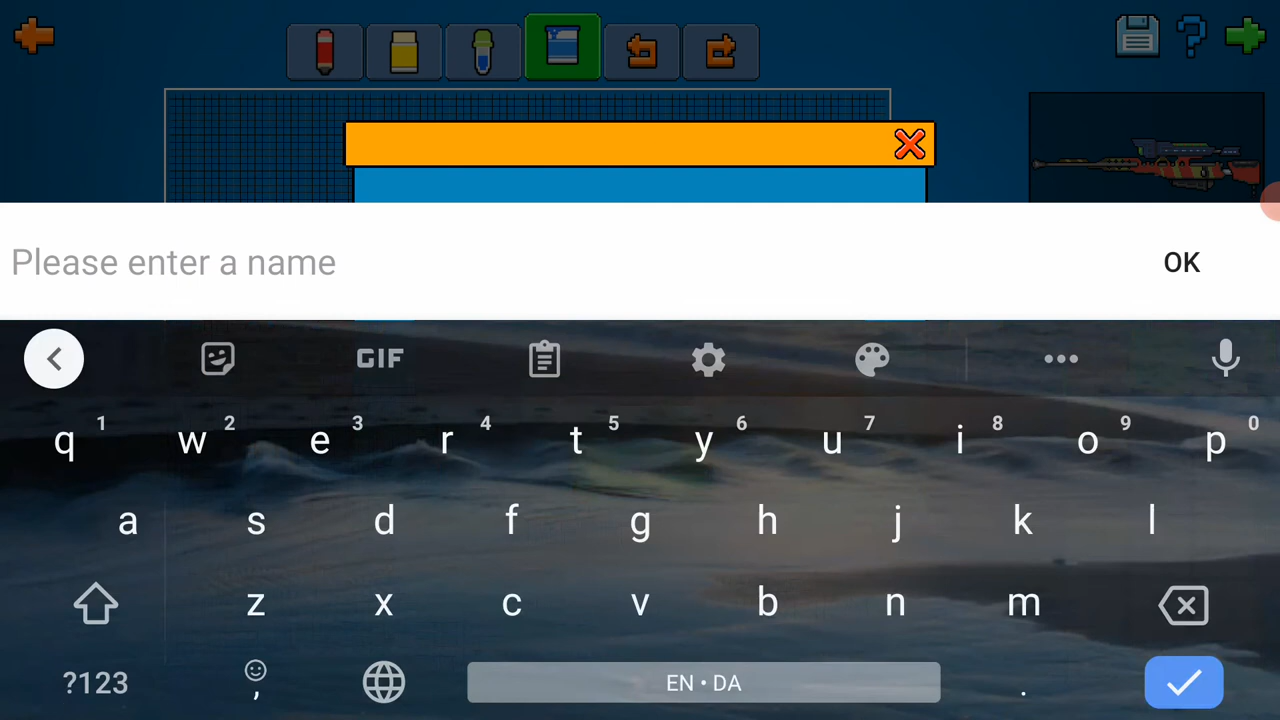 ?
Please enter a name
OK
GIF
q 1 w 2 e 3 r 4 t 5 y 6 u 7 i 8 o 9 p 0
a s d f g h j k l
z x c v b n m
?123 , EN • DA .